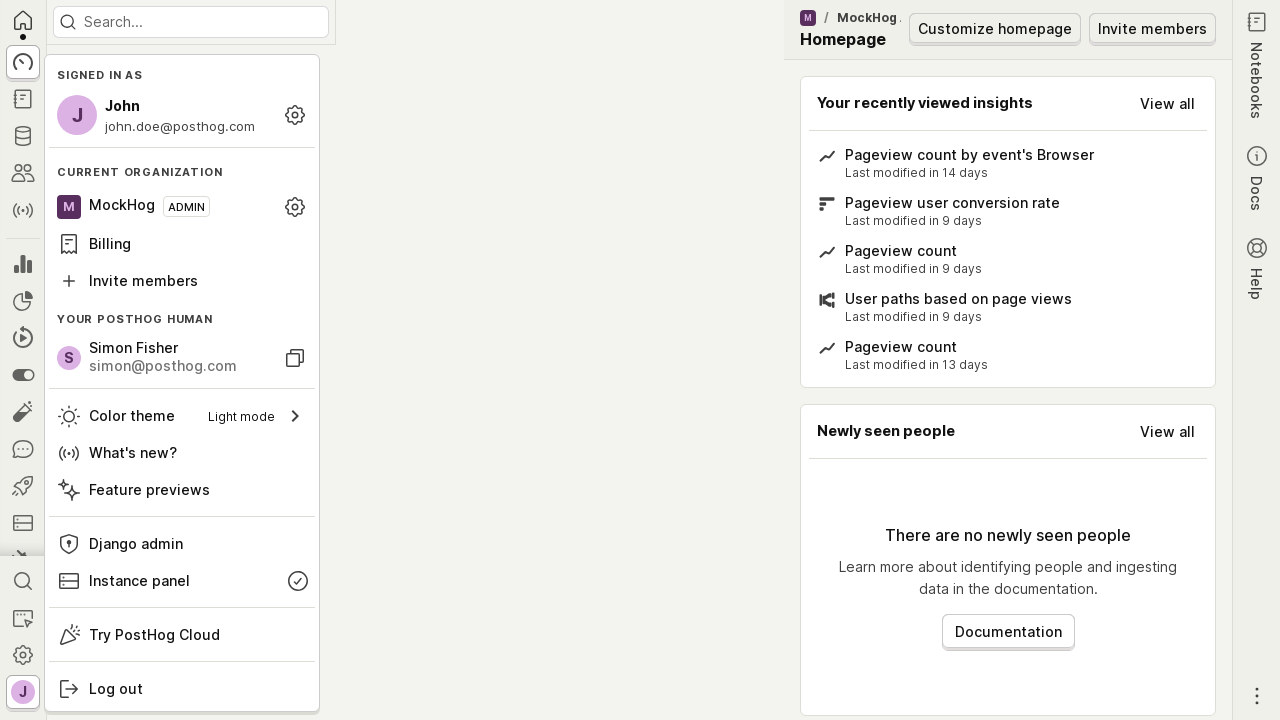 Search...
SIGNED IN AS
J
John
john.doe@posthog.com
CURRENT ORGANIZATION
M
MockHog
ADMIN
Billing
Invite members
YOUR POSTHOG HUMAN
S
Simon Fisher
simon@posthog.com
Color theme
Light mode
What's new?
Feature previews
Django admin
Instance panel
Try PostHog Cloud
Log out
J
M / MockHog
Homepage
Customize homepage
Invite members
Your recently viewed insights
View all
Pageview count by event's Browser
Last modified in 14 days
Pageview user conversion rate
Last modified in 9 days
Pageview count
Last modified in 9 days
User paths based on page views
Last modified in 9 days
Pageview count
Last modified in 13 days
Newly seen people
View all
There are no newly seen people
Learn more about identifying people and ingesting
data in the documentation.
Documentation
Notebooks
Docs
Help